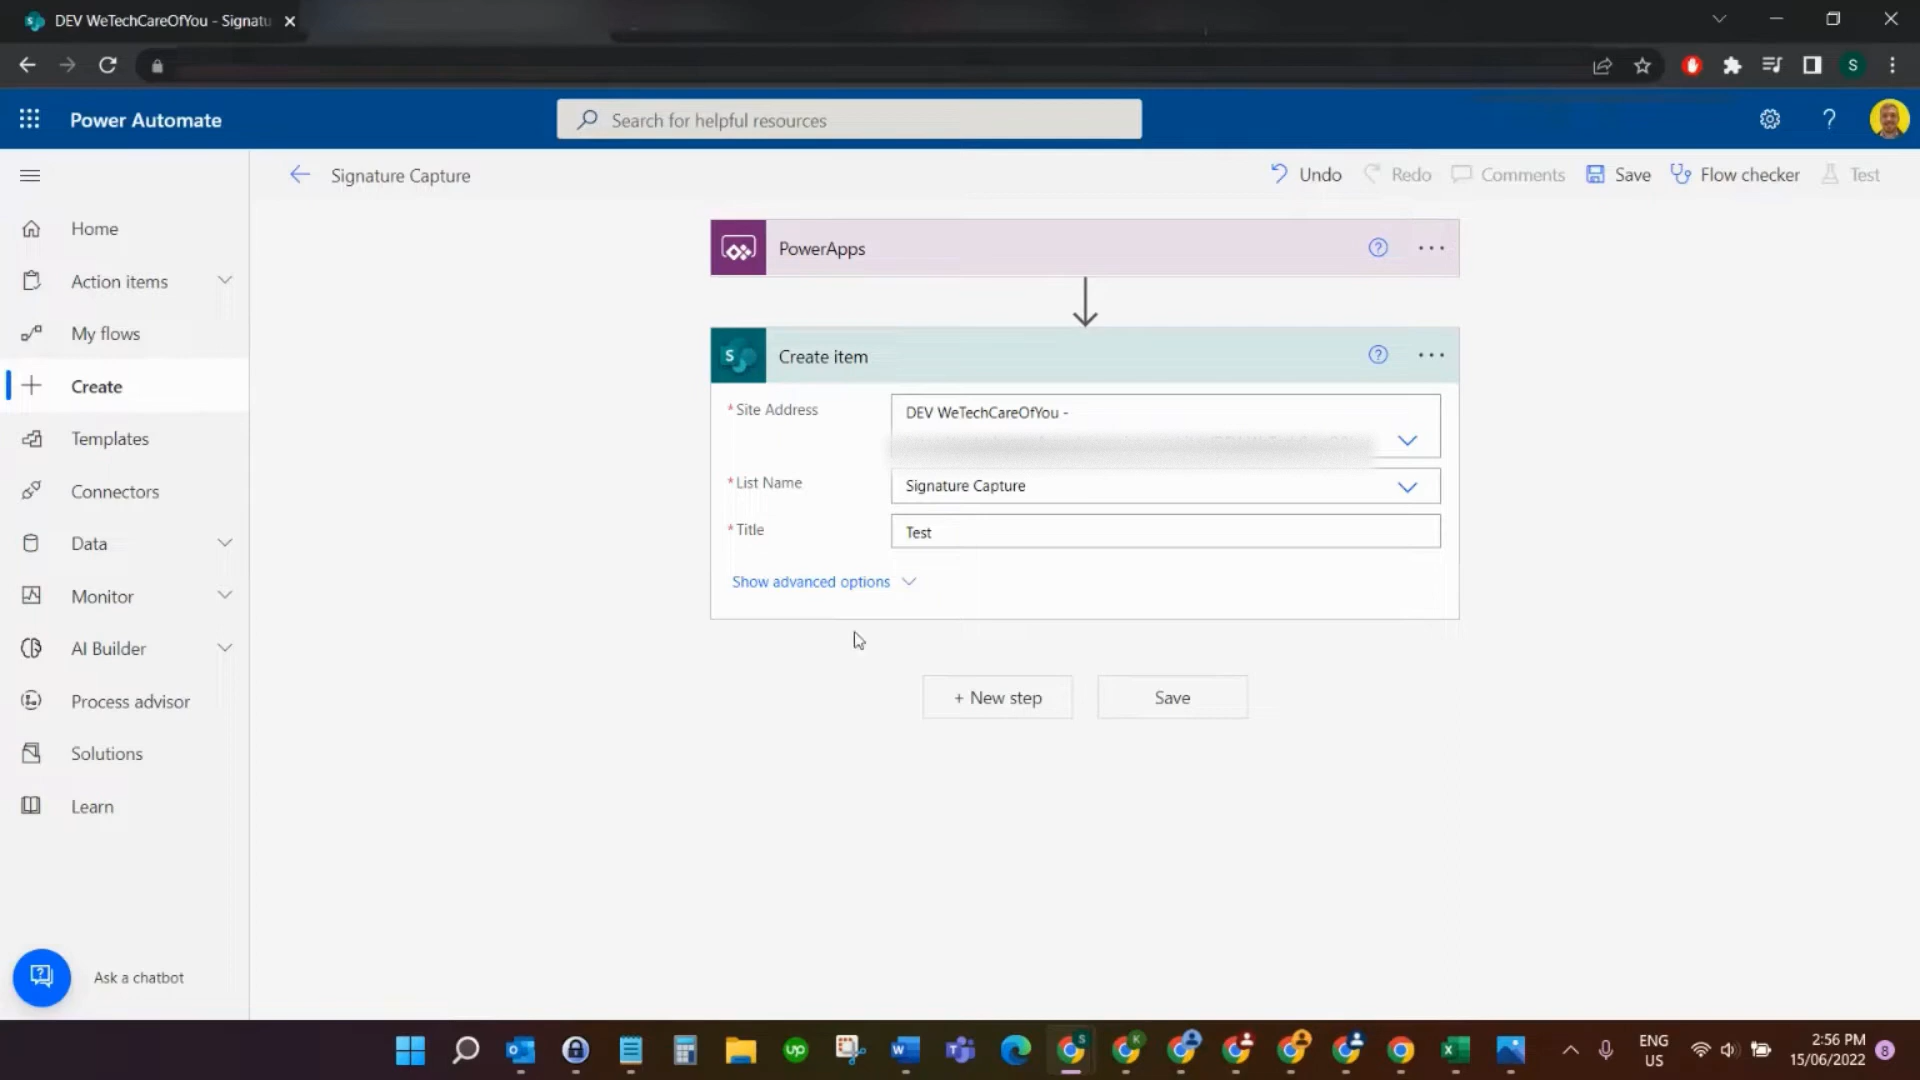 DEV WeTechCareOfYou - Signatu
S
Power Automate
Search for helpful resources
Signature Capture
Undo
Redo
Comments
Save
Flow checker
Test
Home
Action items
My flows
Create
Templates
Connectors
Data
Monitor
AI Builder
Process advisor
Solutions
Learn
Ask a chatbot
PowerApps
Create item
* Site Address
DEV WeTechCareOfYou -
* List Name
Signature Capture
* Title
Test
Show advanced options
+ New step
Save
ENG
US
2:56 PM
15/06/2022
8